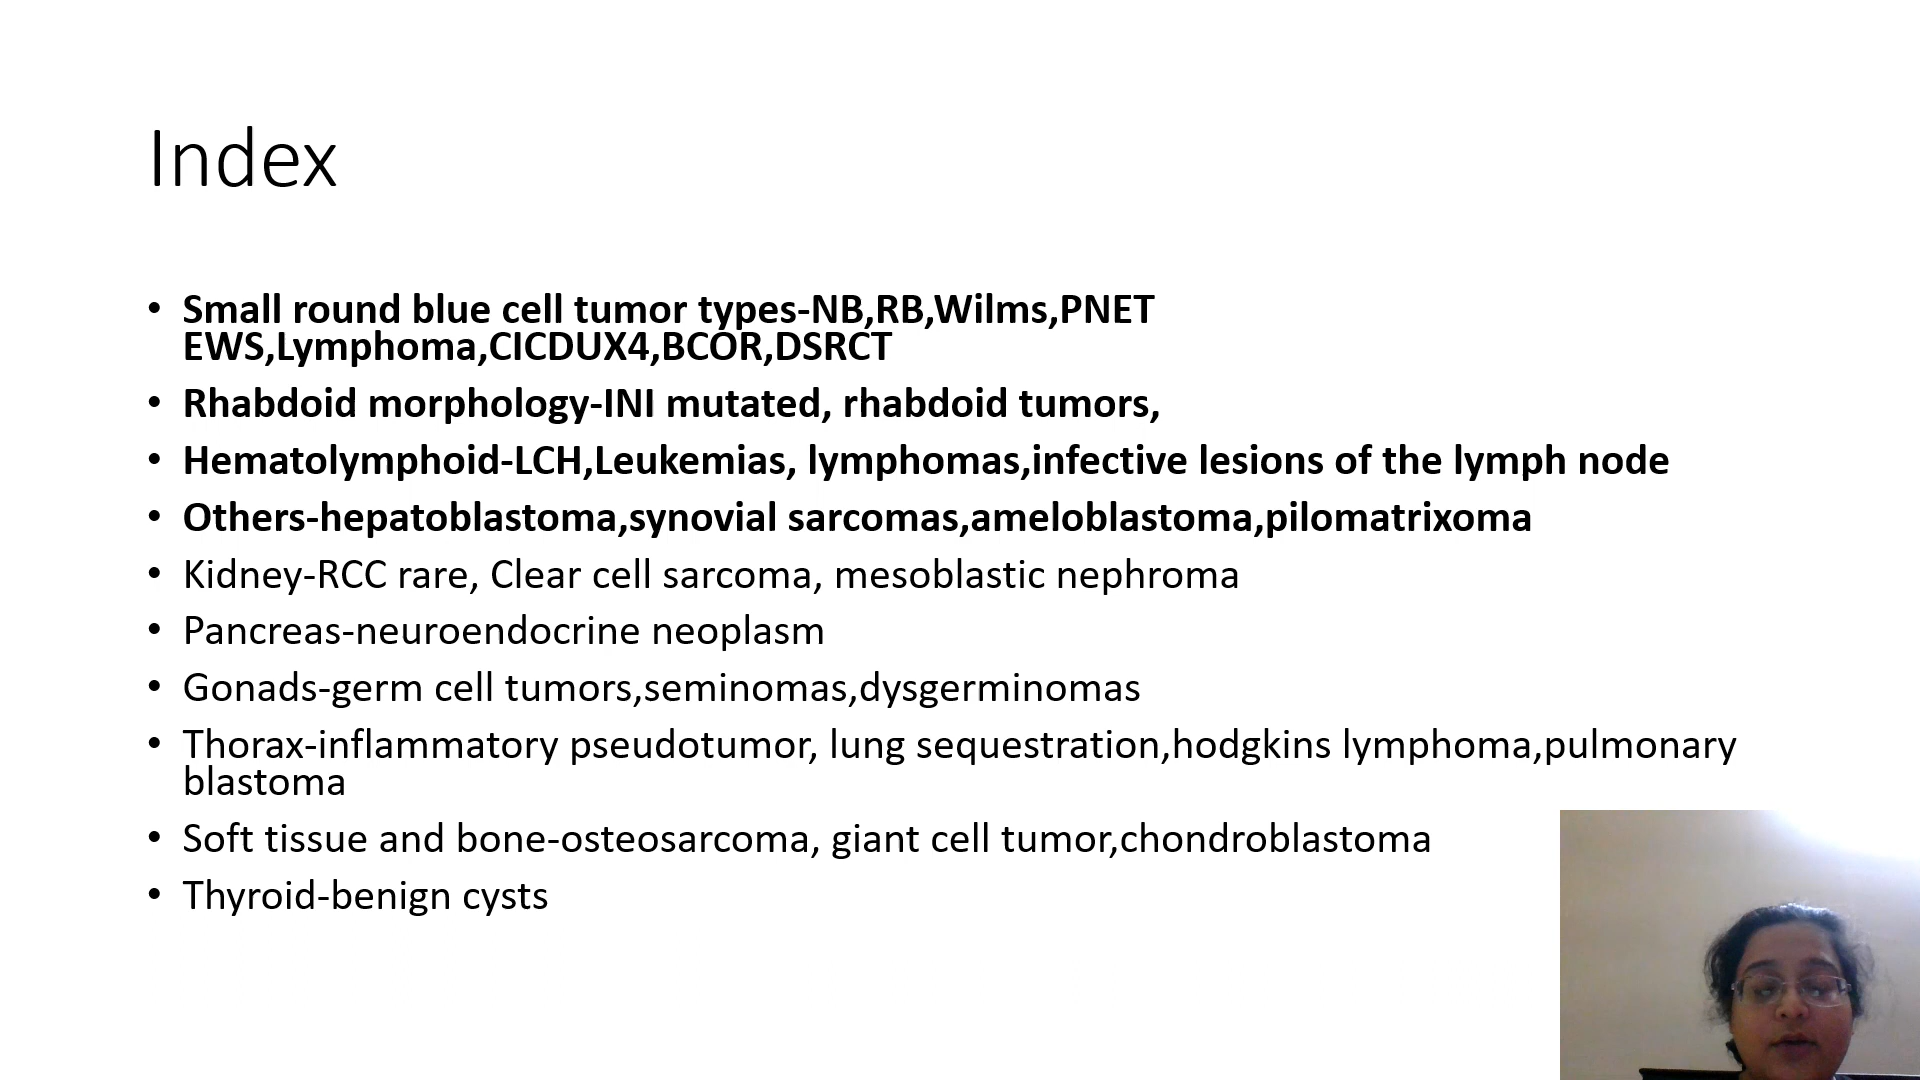 Index
• Small round blue cell tumor types-NB,RB,Wilms,PNET
EWS,Lymphoma,CICDUX4,BCOR,DSRCT
• Rhabdoid morphology-INI mutated, rhabdoid tumors,
• Hematolymphoid-LCH,Leukemias, lymphomas,infective lesions of the lymph node
• Others-hepatoblastoma,synovial sarcomas,ameloblastoma,pilomatrixoma
• Kidney-RCC rare, Clear cell sarcoma, mesoblastic nephroma
• Pancreas-neuroendocrine neoplasm
• Gonads-germ cell tumors,seminomas,dysgerminomas
• Thorax-inflammatory pseudotumor, lung sequestration,hodgkins lymphoma,pulmonary
blastoma
• Soft tissue and bone-osteosarcoma, giant cell tumor,chondroblastoma
• Thyroid-benign cysts